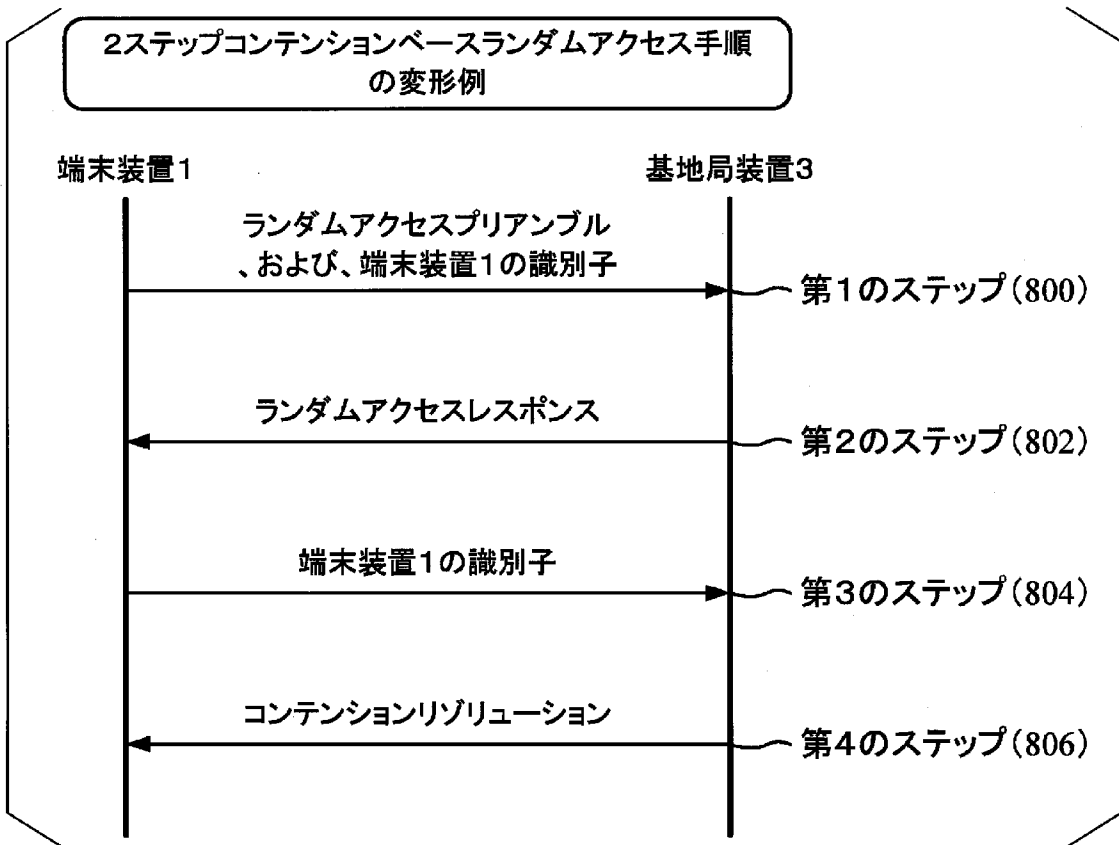 2ステップコンテンションベースランダムアクセス手順
の変形例
端末装置1
基地局装置3
ランダムアクセスプリアンブル
、および、端末装置1の識別子
第1のステップ(800)
ランダムアクセスレスポンス
第2のステップ(802)
端末装置1の識別子
第3のステップ(804)
コンテンションリゾリューション
第4のステップ(806)